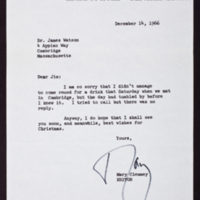 December 14, 1966
Dr. James Watson
4 Appian Way
Cambridge
Massachusetts
Dear Jim:
I am so sorry that I didn't manage
to come round for a drink that Saturday when we
met in Cambridge, but the day had tumbled by before
I knew it. I tried to call but there was
no reply.
Anyway, I do hope that I shall see
you soon, and meanwhile, best wishes for
Christmas.
Yours,
Mary Clemmey
EDITOR